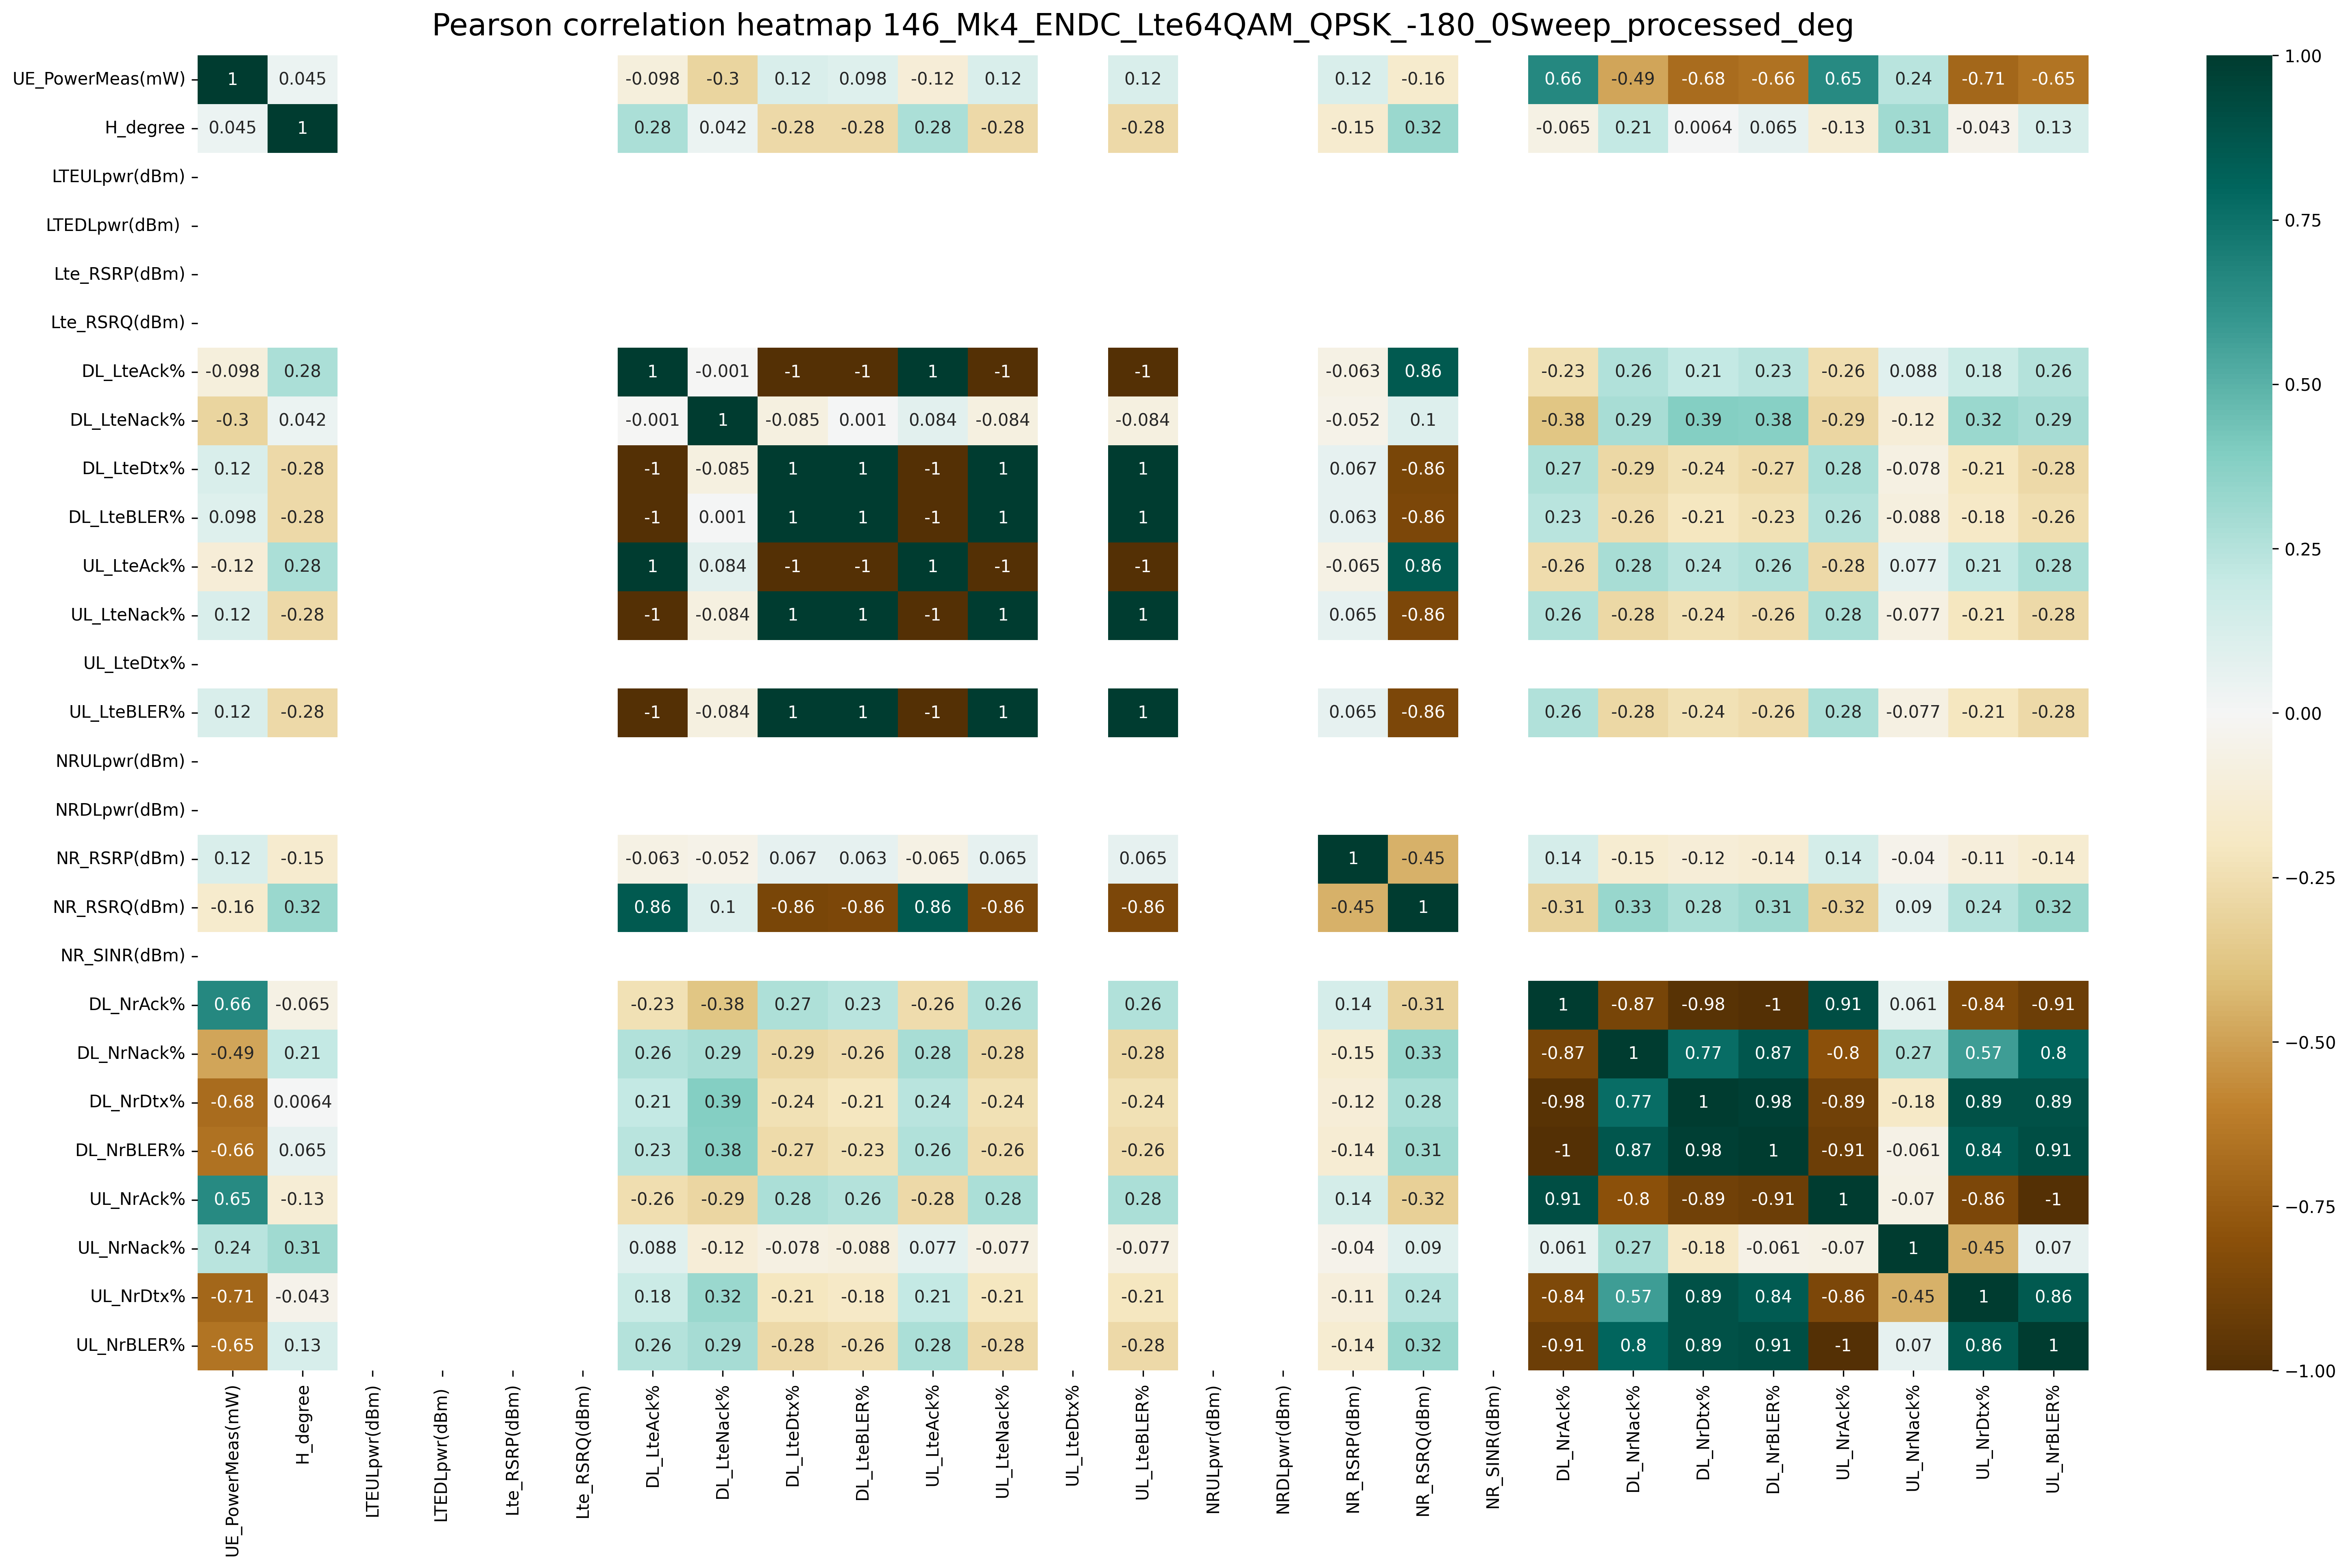 Pearson correlation heatmap 146_Mk4_ENDC_Lte64QAM_QPSK_-180_0Sweep_processed_deg
UE_PowerMeas(mW) 1 0.045 -0.098 -0.3 0.12 0.098 -0.12 0.12 0.12 0.12 -0.16 0.66 -0.49 -0.68 -0.66 0.65 0.24 -0.71 -0.65
H_degree 0.045 1 0.28 0.042 -0.28 -0.28 0.28 -0.28 -0.28 -0.15 0.32 -0.065 0.21 0.0064 0.065 -0.13 0.31 -0.043 0.13
LTEULpwr(dBm)
LTEDLpwr(dBm)
Lte_RSRP(dBm)
Lte_RSRQ(dBm)
DL_LteAck% -0.098 0.28 1 -0.001 -1 -1 1 -1 -1 -0.063 0.86 -0.23 0.26 0.21 0.23 -0.26 0.088 0.18 0.26
DL_LteNack% -0.3 0.042 -0.001 1 -0.085 0.001 0.084 -0.084 -0.084 -0.052 0.1 -0.38 0.29 0.39 0.38 -0.29 -0.12 0.32 0.29
DL_LteDtx% 0.12 -0.28 -1 -0.085 1 1 -1 1 1 0.067 -0.86 0.27 -0.29 -0.24 -0.27 0.28 -0.078 -0.21 -0.28
DL_LteBLER% 0.098 -0.28 -1 0.001 1 1 -1 1 1 0.063 -0.86 0.23 -0.26 -0.21 -0.23 0.26 -0.088 -0.18 -0.26
UL_LteAck% -0.12 0.28 1 0.084 -1 -1 1 -1 -1 -0.065 0.86 -0.26 0.28 0.24 0.26 -0.28 0.077 0.21 0.28
UL_LteNack% 0.12 -0.28 -1 -0.084 1 1 -1 1 1 0.065 -0.86 0.26 -0.28 -0.24 -0.26 0.28 -0.077 -0.21 -0.28
UL_LteDtx%
UL_LteBLER% 0.12 -0.28 -1 -0.084 1 1 -1 1 1 0.065 -0.86 0.26 -0.28 -0.24 -0.26 0.28 -0.077 -0.21 -0.28
NRULpwr(dBm)
NRDLpwr(dBm)
NR_RSRP(dBm) 0.12 -0.15 -0.063 -0.052 0.067 0.063 -0.065 0.065 0.065 1 -0.45 0.14 -0.15 -0.12 -0.14 0.14 -0.04 -0.11 -0.14
NR_RSRQ(dBm) -0.16 0.32 0.86 0.1 -0.86 -0.86 0.86 -0.86 -0.86 -0.45 1 -0.31 0.33 0.28 0.31 -0.32 0.09 0.24 0.32
NR_SINR(dBm)
DL_NrAck% 0.66 -0.065 -0.23 -0.38 0.27 0.23 -0.26 0.26 0.26 0.14 -0.31 1 -0.87 -0.98 -1 0.91 0.061 -0.84 -0.91
DL_NrNack% -0.49 0.21 0.26 0.29 -0.29 -0.26 0.28 -0.28 -0.28 -0.15 0.33 -0.87 1 0.77 0.87 -0.8 0.27 0.57 0.8
DL_NrDtx% -0.68 0.0064 0.21 0.39 -0.24 -0.21 0.24 -0.24 -0.24 -0.12 0.28 -0.98 0.77 1 0.98 -0.89 -0.18 0.89 0.89
DL_NrBLER% -0.66 0.065 0.23 0.38 -0.27 -0.23 0.26 -0.26 -0.26 -0.14 0.31 -1 0.87 0.98 1 -0.91 -0.061 0.84 0.91
UL_NrAck% 0.65 -0.13 -0.26 -0.29 0.28 0.26 -0.28 0.28 0.28 0.14 -0.32 0.91 -0.8 -0.89 -0.91 1 -0.07 -0.86 -1
UL_NrNack% 0.24 0.31 0.088 -0.12 -0.078 -0.088 0.077 -0.077 -0.077 -0.04 0.09 0.061 0.27 -0.18 -0.061 -0.07 1 -0.45 0.07
UL_NrDtx% -0.71 -0.043 0.18 0.32 -0.21 -0.18 0.21 -0.21 -0.21 -0.11 0.24 -0.84 0.57 0.89 0.84 -0.86 -0.45 1 0.86
UL_NrBLER% -0.65 0.13 0.26 0.29 -0.28 -0.26 0.28 -0.28 -0.28 -0.14 0.32 -0.91 0.8 0.89 0.91 -1 0.07 0.86 1
UE_PowerMeas(mW)
H_degree
LTEULpwr(dBm)
LTEDLpwr(dBm)
Lte_RSRP(dBm)
Lte_RSRQ(dBm)
DL_LteAck%
DL_LteNack%
DL_LteDtx%
DL_LteBLER%
UL_LteAck%
UL_LteNack%
UL_LteDtx%
UL_LteBLER%
NRULpwr(dBm)
NRDLpwr(dBm)
NR_RSRP(dBm)
NR_RSRQ(dBm)
NR_SINR(dBm)
DL_NrAck%
DL_NrNack%
DL_NrDtx%
DL_NrBLER%
UL_NrAck%
UL_NrNack%
UL_NrDtx%
UL_NrBLER%
1.00
0.75
0.50
0.25
0.00
−0.25
−0.50
−0.75
−1.00